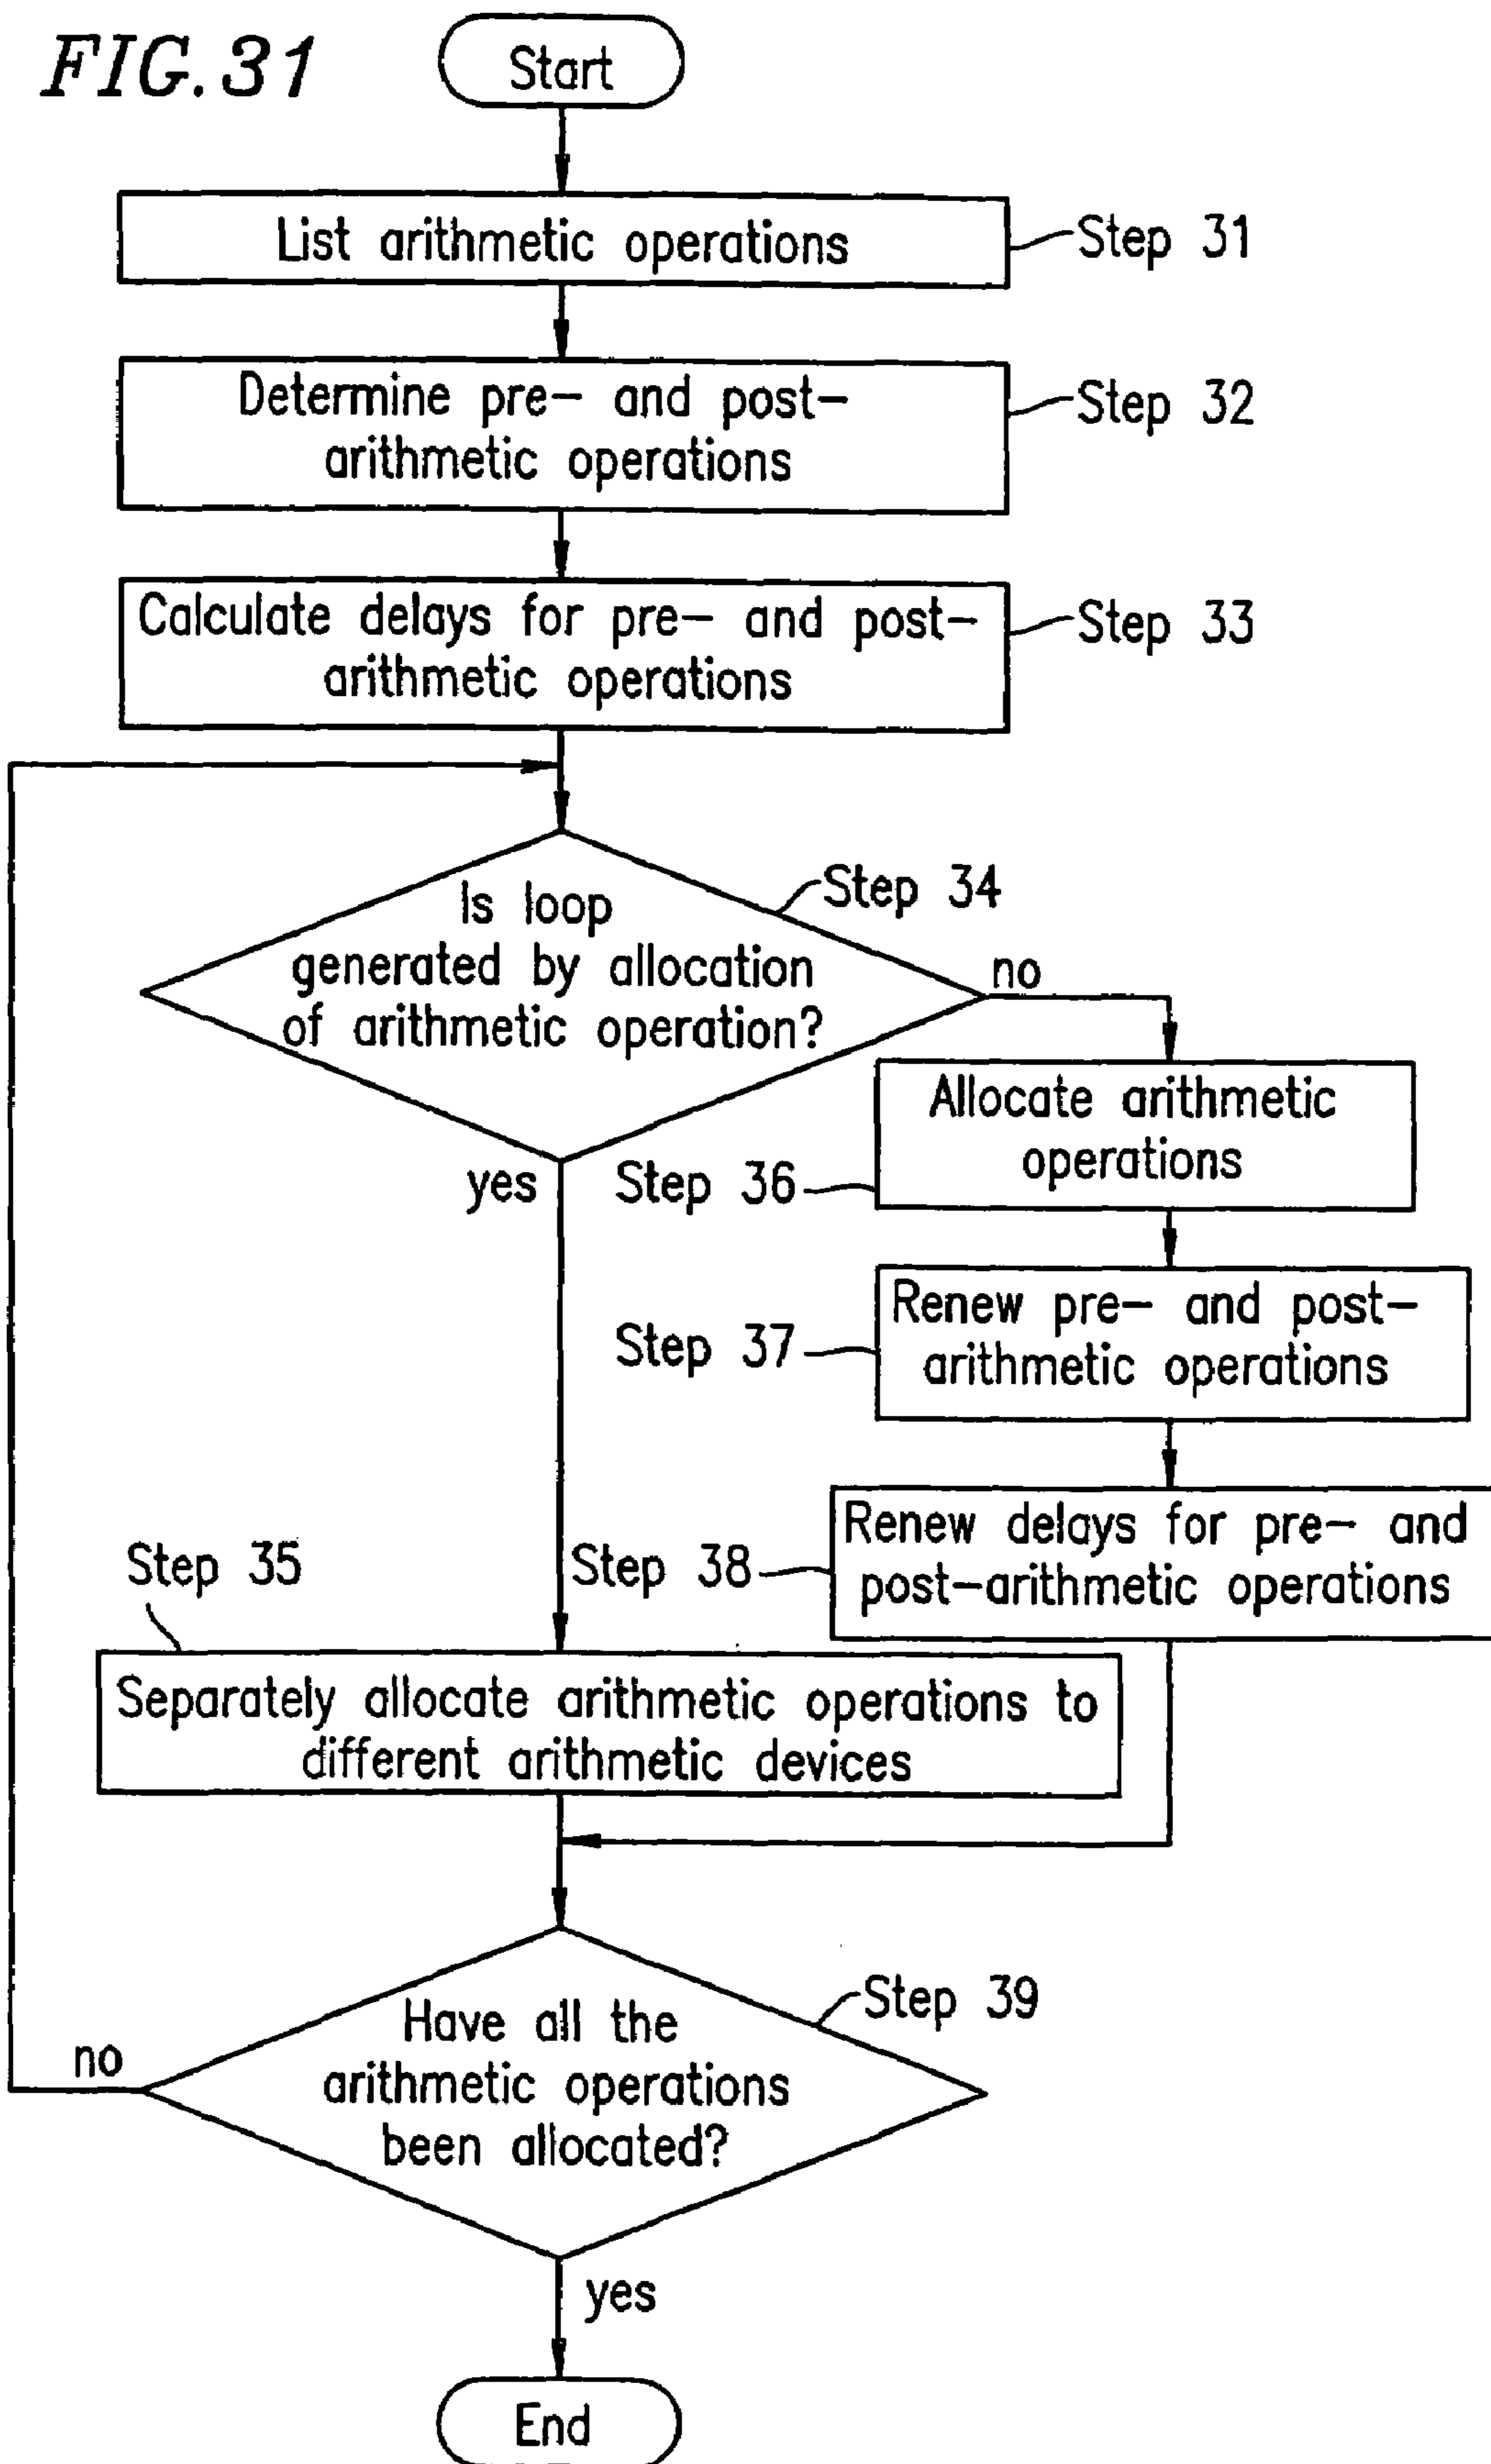 FIG.31
Start
List arithmetic operations
Step 31
Determine pre- and post-
arithmetic operations
Step 32
Calculate delays for pre- and post-
arithmetic operations
Step 33
Is loop
generated by allocation
of arithmetic operation?
Step 34
no
yes
Allocate arithmetic
operations
Step 36
Renew pre- and post-
arithmetic operations
Step 37
Renew delays for pre- and
post-arithmetic operations
Step 38
Step 35
Separately allocate arithmetic operations to
different arithmetic devices
Have all the
arithmetic operations
been allocated?
Step 39
no
yes
End